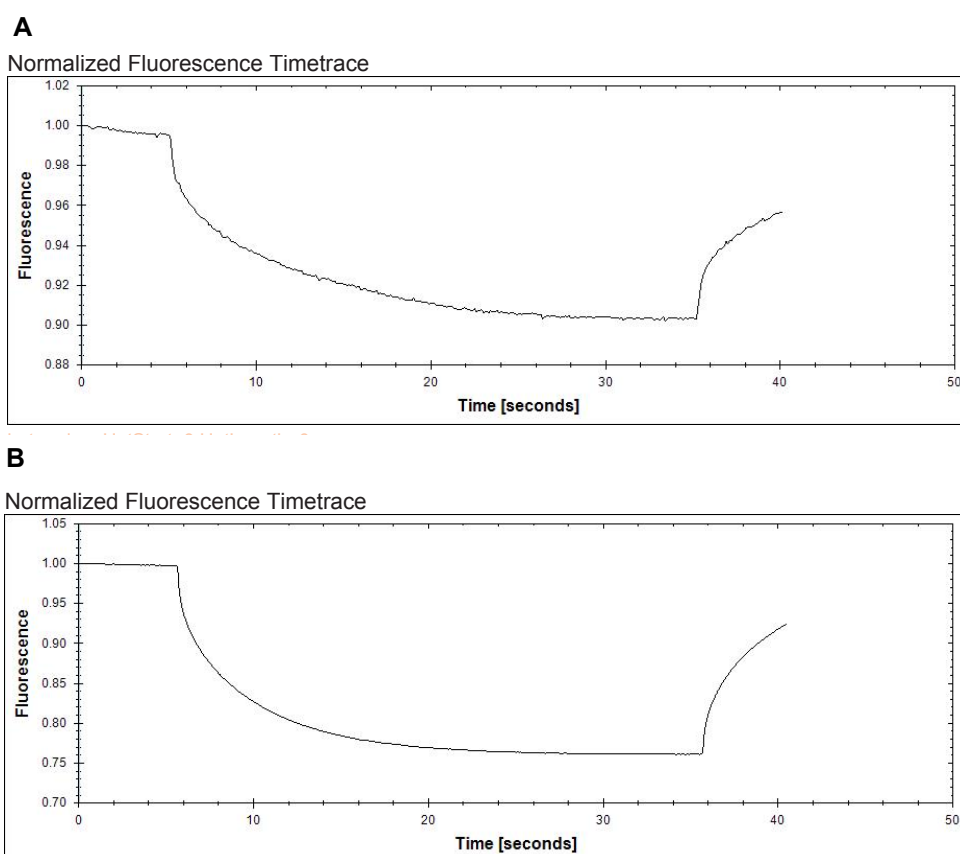 A
Normalized Fluorescence Timetrace
1.02
1.00
0.98
0.96
0.94
0.92
0.90
0.88
Fluorescence
0 10 20 30 40 50
Time [seconds]
B
Normalized Fluorescence Timetrace
1.05
1.00
0.95
0.90
0.85
0.80
0.75
0.70
Fluorescence
0 10 20 30 40 50
Time [seconds]